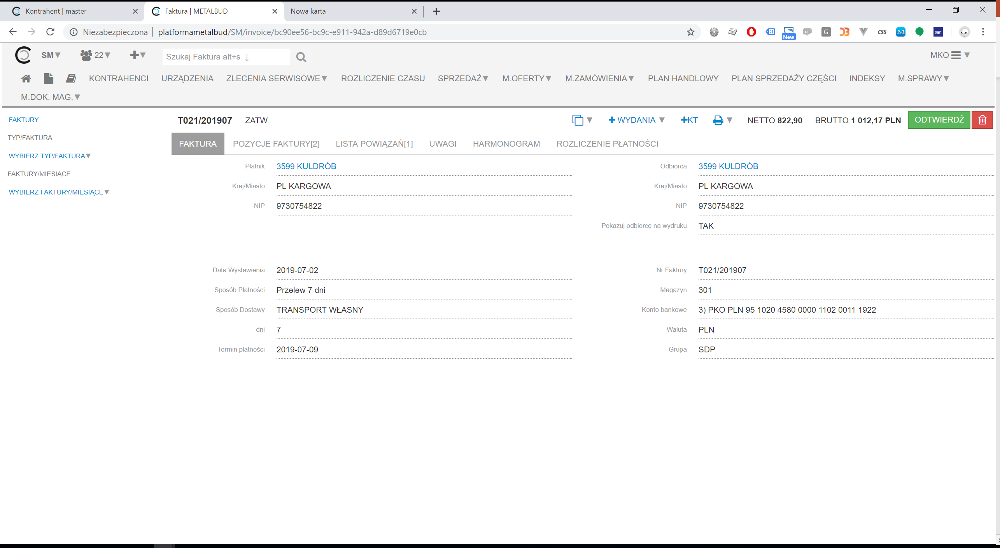 Kontrahent | master
Faktura | METALBUD
Nowa karta
Niezabezpieczona | platformametalbud/SM/invoice/bc90ee56-bc9c-e911-942a-d89d6719e0cb
New
G
css
M
KIR.
SM 22 Szukaj Faktura alt+s ↓ MKO
KONTRAHENCI URZĄDZENIA ZLECENIA SERWISOWE ROZLICZENIE CZASU SPRZEDAŻ M.OFERTY M.ZAMÓWIENIA PLAN HANDLOWY PLAN SPRZEDAŻY CZĘŚCI INDEKSY M.SPRAWY
M.DOK. MAG.
FAKTURY
TYP/FAKTURA
WYBIERZ TYP/FAKTURA
FAKTURY/MIESIĄCE
WYBIERZ FAKTURY/MIESIĄCE
T021/201907 ZATW + WYDANIA +KT NETTO 822,90 BRUTTO 1 012,17 PLN ODTWIERDŹ
FAKTURA POZYCJE FAKTURY[2] LISTA POWIĄZAŃ[1] UWAGI HARMONOGRAM ROZLICZENIE PŁATNOŚCI
Płatnik 3599 KULDRÓB
Kraj/Miasto PL KARGOWA
NIP 9730754822
Odbiorca 3599 KULDRÓB
Kraj/Miasto PL KARGOWA
NIP 9730754822
Pokazuj odbiorcę na wydruku TAK
Data Wystawienia 2019-07-02
Sposób Płatności Przelew 7 dni
Sposób Dostawy TRANSPORT WŁASNY
dni 7
Termin płatności 2019-07-09
Nr Faktury T021/201907
Magazyn 301
Konto bankowe 3) PKO PLN 95 1020 4580 0000 1102 0011 1922
Waluta PLN
Grupa SDP